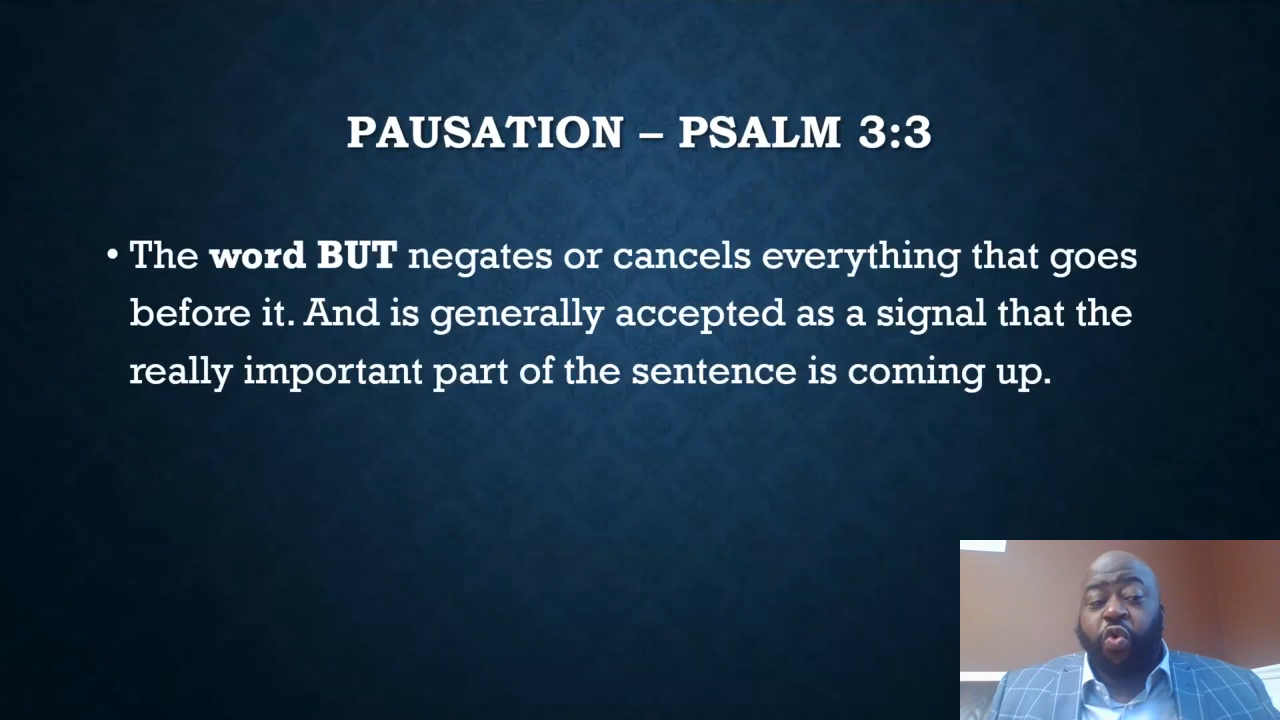 PAUSATION – PSALM 3:3
• The word BUT negates or cancels everything that goes
before it. And is generally accepted as a signal that the
really important part of the sentence is coming up.